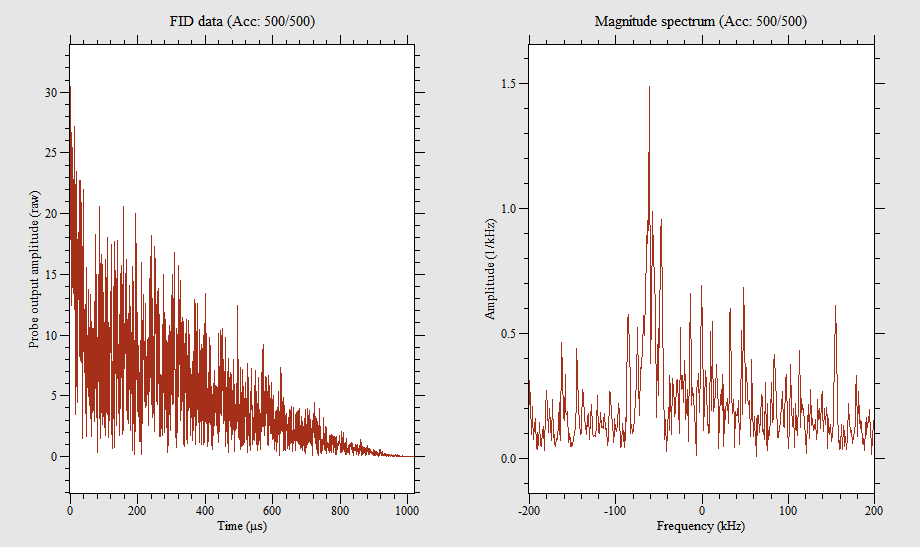 FID data (Acc: 500/500)
Probe output amplitude (raw)
30
25
20
15
10
5
0
0 200 400 600 800 1000
Time (µs)
Magnitude spectrum (Acc: 500/500)
Amplitude (1/kHz)
1.5
1.0
0.5
0.0
-200 -100 0 100 200
Frequency (kHz)